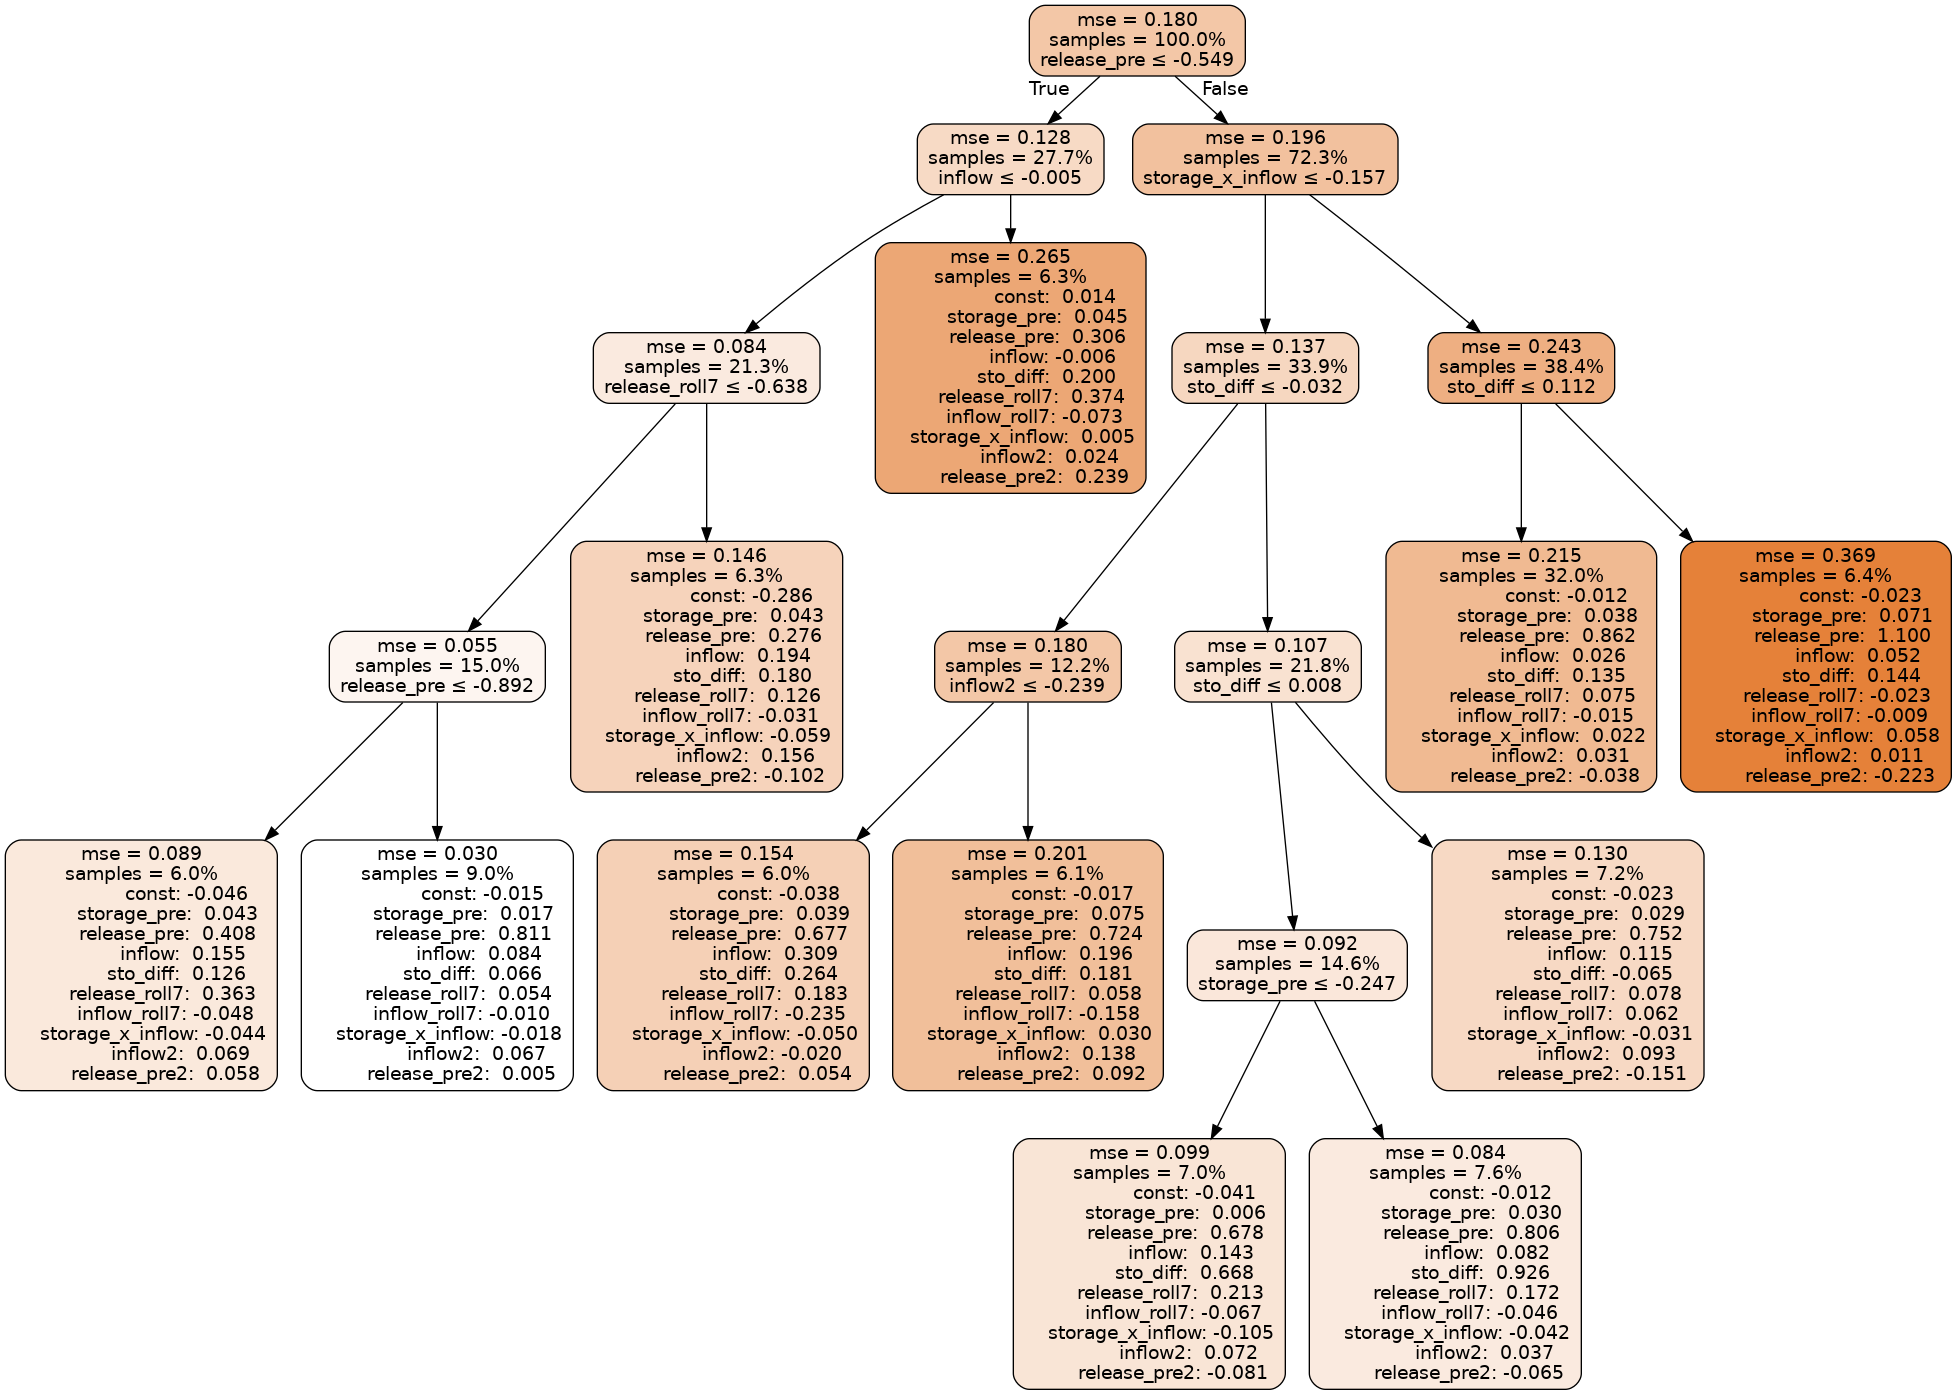 mse = 0.180
samples = 100.0%
release_pre ≤ -0.549
True
False
mse = 0.128
samples = 27.7%
inflow ≤ -0.005
mse = 0.196
samples = 72.3%
storage_x_inflow ≤ -0.157
mse = 0.265
samples = 6.3%
const: 0.014
storage_pre: 0.045
release_pre: 0.306
inflow: -0.006
sto_diff: 0.200
release_roll7: 0.374
inflow_roll7: -0.073
storage_x_inflow: 0.005
inflow2: 0.024
release_pre2: 0.239
mse = 0.084
samples = 21.3%
release_roll7 ≤ -0.638
mse = 0.137
samples = 33.9%
sto_diff ≤ -0.032
mse = 0.243
samples = 38.4%
sto_diff ≤ 0.112
mse = 0.146
samples = 6.3%
const: -0.286
storage_pre: 0.043
release_pre: 0.276
inflow: 0.194
sto_diff: 0.180
release_roll7: 0.126
inflow_roll7: -0.031
storage_x_inflow: -0.059
inflow2: 0.156
release_pre2: -0.102
mse = 0.215
samples = 32.0%
const: -0.012
storage_pre: 0.038
release_pre: 0.862
inflow: 0.026
sto_diff: 0.135
release_roll7: 0.075
inflow_roll7: -0.015
storage_x_inflow: 0.022
inflow2: 0.031
release_pre2: -0.038
mse = 0.369
samples = 6.4%
const: -0.023
storage_pre: 0.071
release_pre: 1.100
inflow: 0.052
sto_diff: 0.144
release_roll7: -0.023
inflow_roll7: -0.009
storage_x_inflow: 0.058
inflow2: 0.011
release_pre2: -0.223
mse = 0.055
samples = 15.0%
release_pre ≤ -0.892
mse = 0.180
samples = 12.2%
inflow2 ≤ -0.239
mse = 0.107
samples = 21.8%
sto_diff ≤ 0.008
mse = 0.089
samples = 6.0%
const: -0.046
storage_pre: 0.043
release_pre: 0.408
inflow: 0.155
sto_diff: 0.126
release_roll7: 0.363
inflow_roll7: -0.048
storage_x_inflow: -0.044
inflow2: 0.069
release_pre2: 0.058
mse = 0.030
samples = 9.0%
const: -0.015
storage_pre: 0.017
release_pre: 0.811
inflow: 0.084
sto_diff: 0.066
release_roll7: 0.054
inflow_roll7: -0.010
storage_x_inflow: -0.018
inflow2: 0.067
release_pre2: 0.005
mse = 0.154
samples = 6.0%
const: -0.038
storage_pre: 0.039
release_pre: 0.677
inflow: 0.309
sto_diff: 0.264
release_roll7: 0.183
inflow_roll7: -0.235
storage_x_inflow: -0.050
inflow2: -0.020
release_pre2: 0.054
mse = 0.201
samples = 6.1%
const: -0.017
storage_pre: 0.075
release_pre: 0.724
inflow: 0.196
sto_diff: 0.181
release_roll7: 0.058
inflow_roll7: -0.158
storage_x_inflow: 0.030
inflow2: 0.138
release_pre2: 0.092
mse = 0.130
samples = 7.2%
const: -0.023
storage_pre: 0.029
release_pre: 0.752
inflow: 0.115
sto_diff: -0.065
release_roll7: 0.078
inflow_roll7: 0.062
storage_x_inflow: -0.031
inflow2: 0.093
release_pre2: -0.151
mse = 0.092
samples = 14.6%
storage_pre ≤ -0.247
mse = 0.099
samples = 7.0%
const: -0.041
storage_pre: 0.006
release_pre: 0.678
inflow: 0.143
sto_diff: 0.668
release_roll7: 0.213
inflow_roll7: -0.067
storage_x_inflow: -0.105
inflow2: 0.072
release_pre2: -0.081
mse = 0.084
samples = 7.6%
const: -0.012
storage_pre: 0.030
release_pre: 0.806
inflow: 0.082
sto_diff: 0.926
release_roll7: 0.172
inflow_roll7: -0.046
storage_x_inflow: -0.042
inflow2: 0.037
release_pre2: -0.065